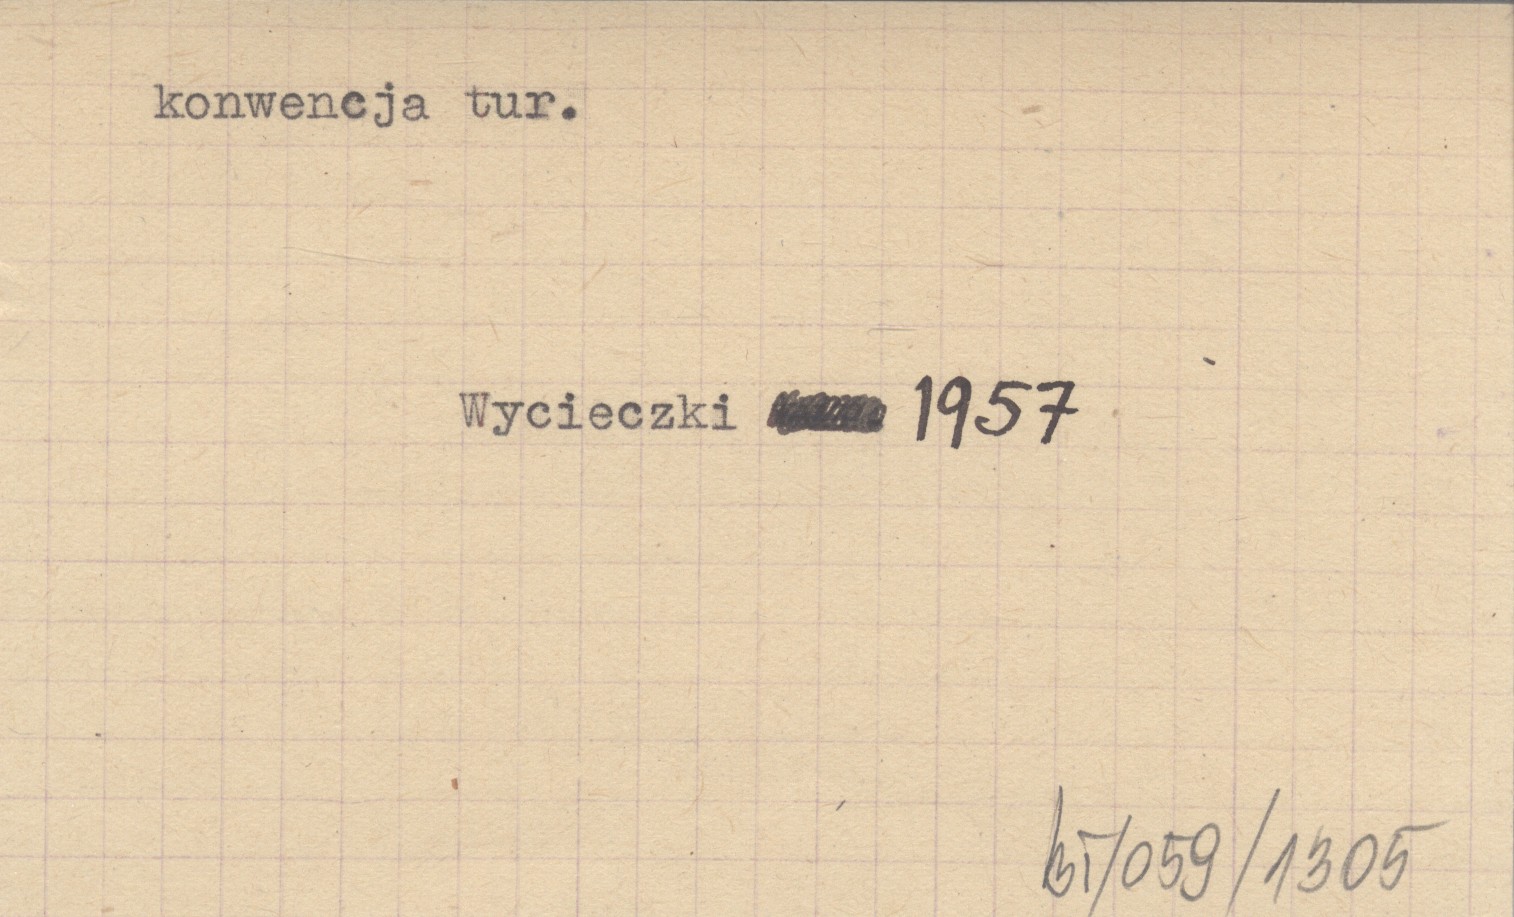 konwencja tur.
Wycieczki 1957
BT/059/1305